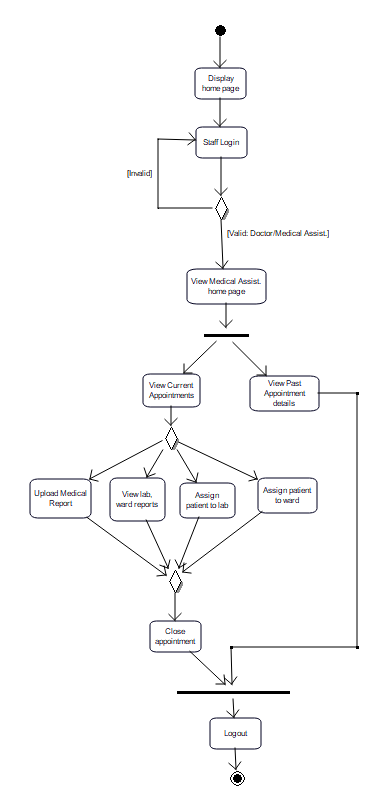 Display
home page
Staff Login
[Invalid]
[Valid: Doctor/Medical Assist.]
View Medical Assist.
home page
View Current
Appointments
View Past
Appointment
details
Upload Medical
Report
View lab,
ward reports
Assign
patient to lab
Assign patient
to ward
Close
appointment
Logout